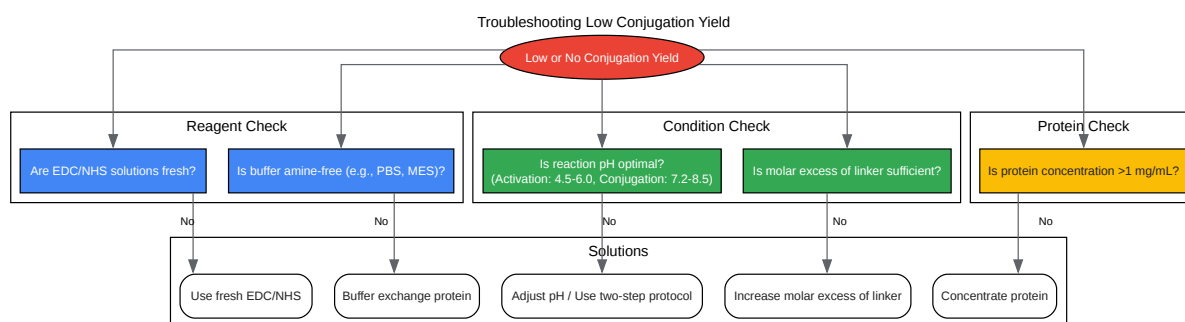 Troubleshooting Low Conjugation Yield
Low or No Conjugation Yield
Reagent Check
Condition Check
Protein Check
Are EDC/NHS solutions fresh?
Is buffer amine-free (e.g., PBS, MES)?
Is reaction pH optimal?
(Activation: 4.5-6.0, Conjugation: 7.2-8.5)
Is molar excess of linker sufficient?
Is protein concentration >1 mg/mL?
No
No
No
No
No
Solutions
Use fresh EDC/NHS
Buffer exchange protein
Adjust pH / Use two-step protocol
Increase molar excess of linker
Concentrate protein